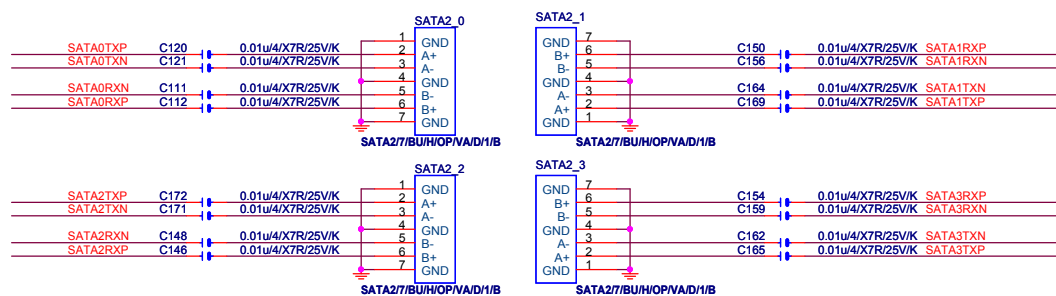 SATA2_0
1 GND
SATA0TXP C120 0.01u/4/X7R/25V/K 2 A+
SATA0TXN C121 0.01u/4/X7R/25V/K 3 A-
4 GND
SATA0RXN C111 0.01u/4/X7R/25V/K 5 B-
SATA0RXP C112 0.01u/4/X7R/25V/K 6 B+
7 GND
SATA2/7/BU/H/OP/VA/D/1/B
SATA2_1
GND 7
B+ 6 C150 0.01u/4/X7R/25V/K SATA1RXP
B- 5 C156 0.01u/4/X7R/25V/K SATA1RXN
GND 4
A- 3 C164 0.01u/4/X7R/25V/K SATA1TXN
A+ 2 C169 0.01u/4/X7R/25V/K SATA1TXP
GND 1
SATA2/7/BU/H/OP/VA/D/1/B
SATA2_2
1 GND
SATA2TXP C172 0.01u/4/X7R/25V/K 2 A+
SATA2TXN C171 0.01u/4/X7R/25V/K 3 A-
4 GND
SATA2RXN C148 0.01u/4/X7R/25V/K 5 B-
SATA2RXP C146 0.01u/4/X7R/25V/K 6 B+
7 GND
SATA2/7/BU/H/OP/VA/D/1/B
SATA2_3
GND 7
B+ 6 C154 0.01u/4/X7R/25V/K SATA3RXP
B- 5 C159 0.01u/4/X7R/25V/K SATA3RXN
GND 4
A- 3 C162 0.01u/4/X7R/25V/K SATA3TXN
A+ 2 C165 0.01u/4/X7R/25V/K SATA3TXP
GND 1
SATA2/7/BU/H/OP/VA/D/1/B